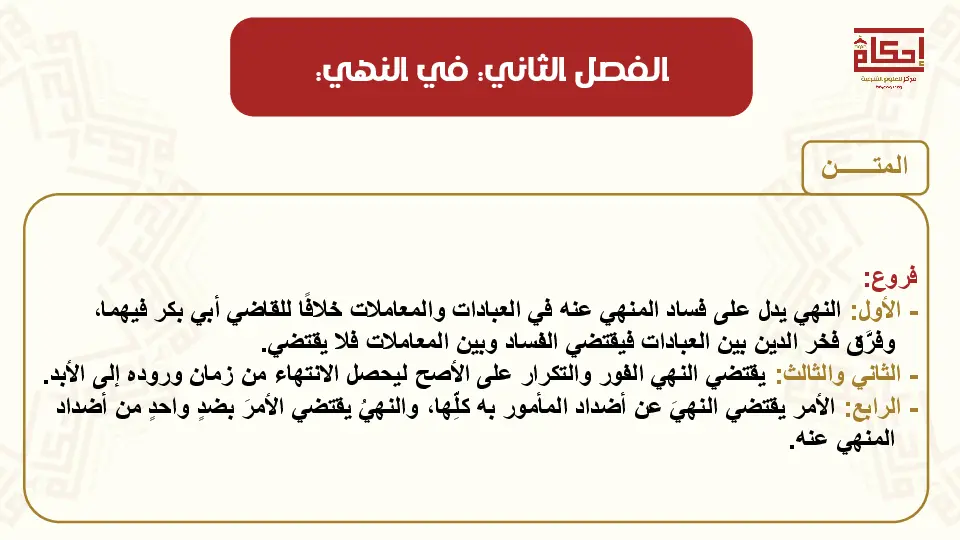 الفصل الثاني: في النهي:
إحكام
مركز للعلوم الشرعية
المتـــــن
فروع:
- الأول: النهي يدل على فساد المنهي عنه في العبادات والمعاملات خلافًا للقاضي أبي بكر فيهما،
وفرَّق فخر الدين بين العبادات فيقتضي الفساد وبين المعاملات فلا يقتضي.
- الثاني والثالث: يقتضي النهي الفور والتكرار على الأصح ليحصل الانتهاء من زمان وروده إلى الأبد.
- الرابع: الأمر يقتضي النهيَ عن أضداد المأمور به كلِّها، والنهيُ يقتضي الأمرَ بضدٍ واحدٍ من أضداد
المنهي عنه.